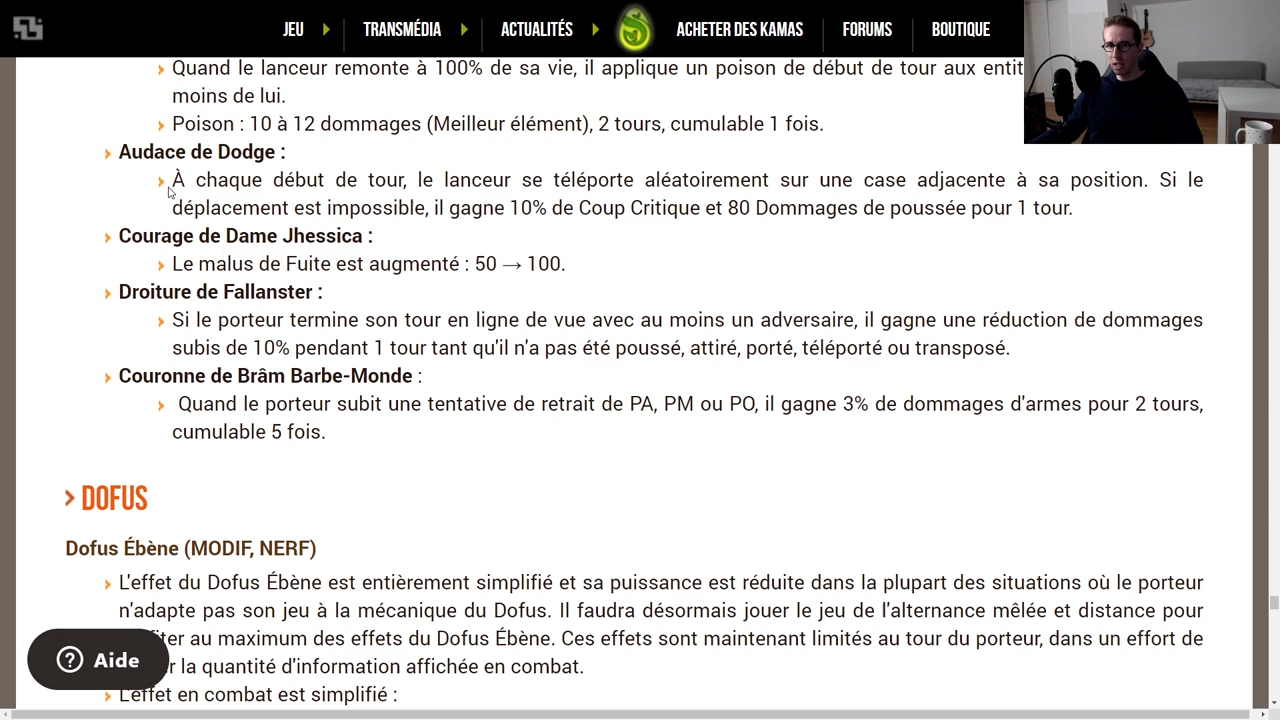 JEU
TRANSMÉDIA
ACTUALITÉS
ACHETER DES KAMAS
FORUMS
BOUTIQUE
Quand le lanceur remonte à 100% de sa vie, il applique un poison de début de tour aux
moins de lui.
Poison : 10 à 12 dommages (Meilleur élément), 2 tours, cumulable 1 fois.
Audace de Dodge :
À chaque début de tour, le lanceur se téléporte aléatoirement sur une case adjacente à sa position. Si le
déplacement est impossible, il gagne 10% de Coup Critique et 80 Dommages de poussée pour 1 tour.
Courage de Dame Jhessica :
Le malus de Fuite est augmenté : 50 → 100.
Droiture de Fallanster :
Si le porteur termine son tour en ligne de vue avec au moins un adversaire, il gagne une réduction de dommages
subis de 10% pendant 1 tour tant qu'il n'a pas été poussé, attiré, porté, téléporté ou transposé.
Couronne de Brâm Barbe-Monde :
Quand le porteur subit une tentative de retrait de PA, PM ou PO, il gagne 3% de dommages d'armes pour 2 tours,
cumulable 5 fois.
> DOFUS
Dofus Ébène (MODIF, NERF)
L'effet du Dofus Ébène est entièrement simplifié et sa puissance est réduite dans la plupart des situations où le porteur
n'adapte pas son jeu à la mécanique du Dofus. Il faudra désormais jouer le jeu de l'alternance mêlée et distance pour
au maximum des effets du Dofus Ébène. Ces effets sont maintenant limités au tour du porteur, dans un effort de
la quantité d'information affichée en combat.
L'effet en combat est simplifié :
? Aide